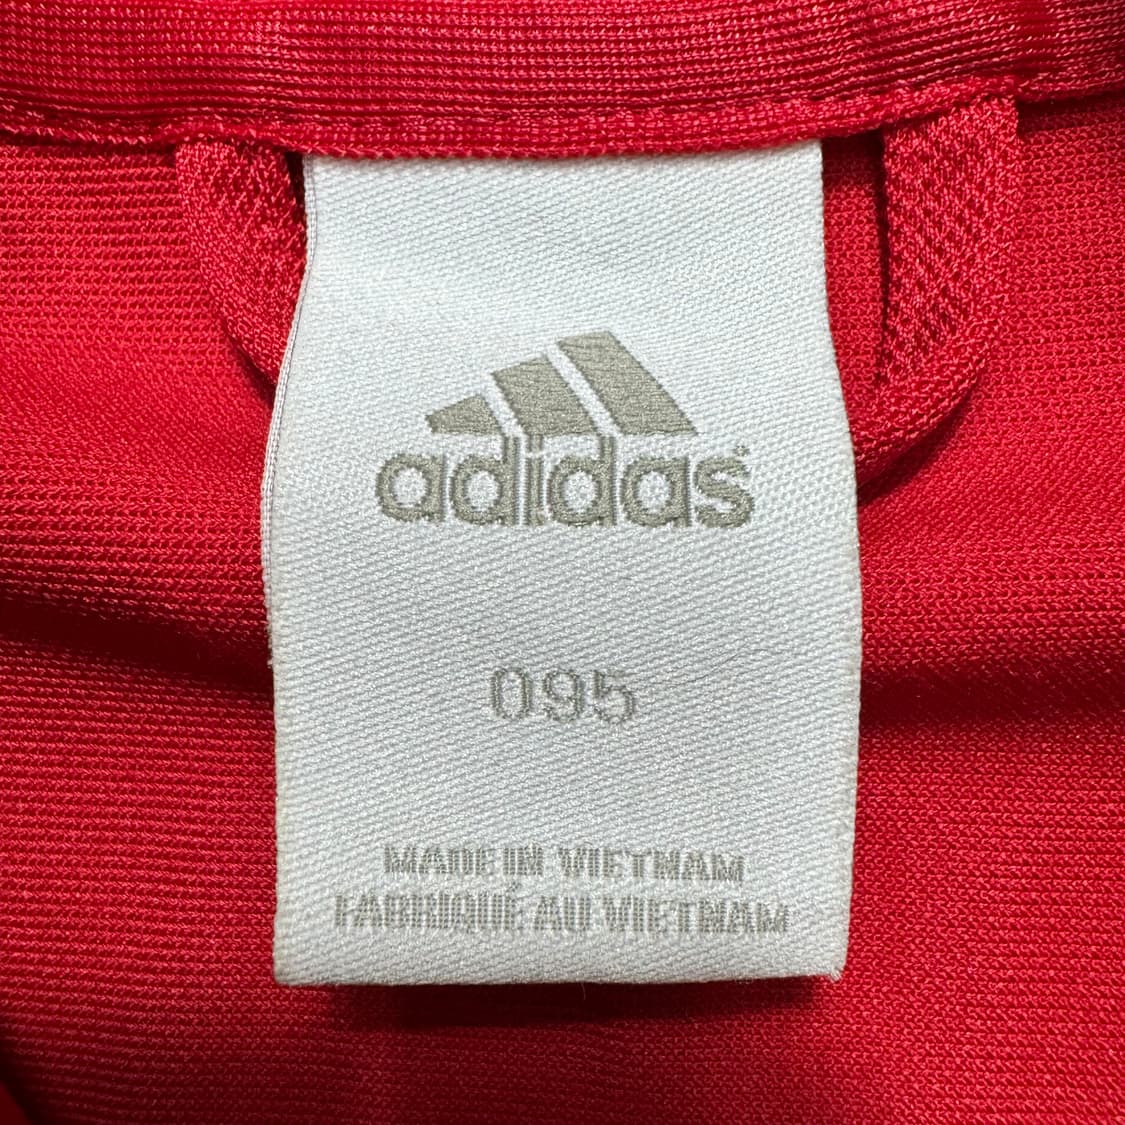 adidas®
095
MADE IN VIETNAM
FABRIQUÉ AU VIETNAM